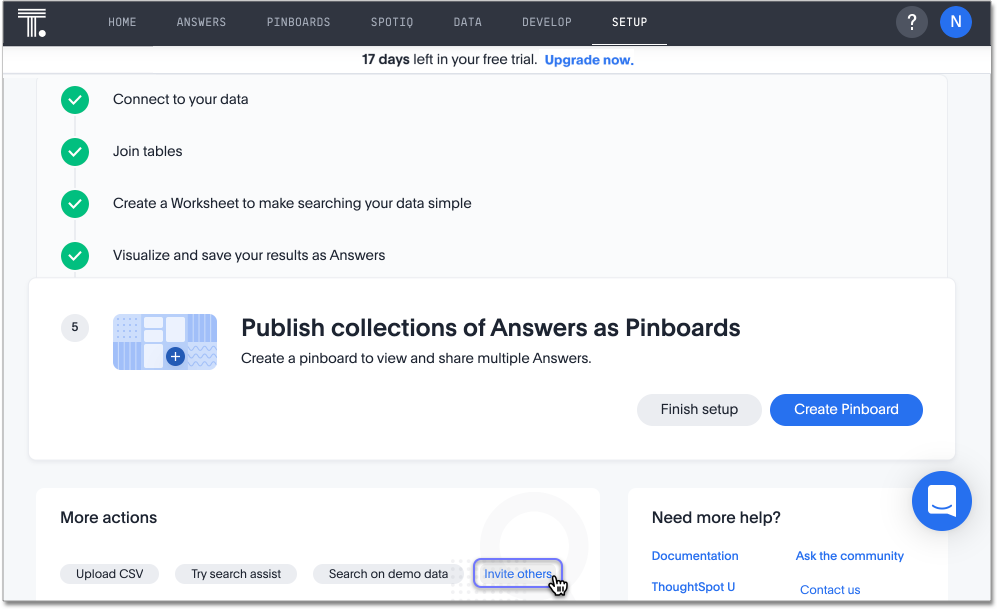 T.
HOME ANSWERS PINBOARDS SPOTIQ DATA DEVELOP SETUP ? N
17 days left in your free trial. Upgrade now.
Connect to your data
Join tables
Create a Worksheet to make searching your data simple
Visualize and save your results as Answers
5
Publish collections of Answers as Pinboards
Create a pinboard to view and share multiple Answers.
Finish setup Create Pinboard
More actions
Upload CSV Try search assist Search on demo data Invite others
Need more help?
Documentation Ask the community
ThoughtSpot U Contact us